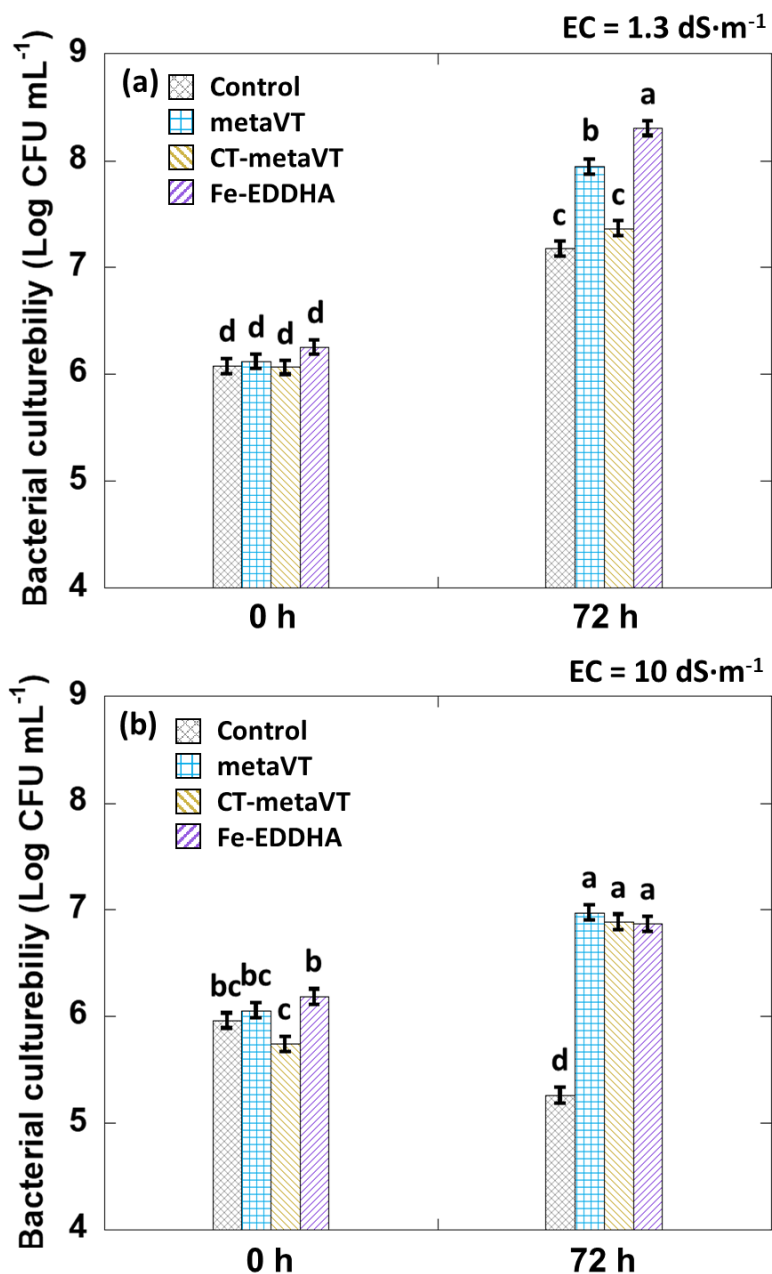 EC = 1.3 dS·m⁻¹
(a)
Control
metaVT
CT-metaVT
Fe-EDDHA
Bacterial culturebiliy (Log CFU mL⁻¹)
9
8
7
6
5
4
d d d d
c b c a
0 h 72 h
EC = 10 dS·m⁻¹
(b)
Control
metaVT
CT-metaVT
Fe-EDDHA
Bacterial culturebiliy (Log CFU mL⁻¹)
9
8
7
6
5
4
bc bc c b
d a a a
0 h 72 h